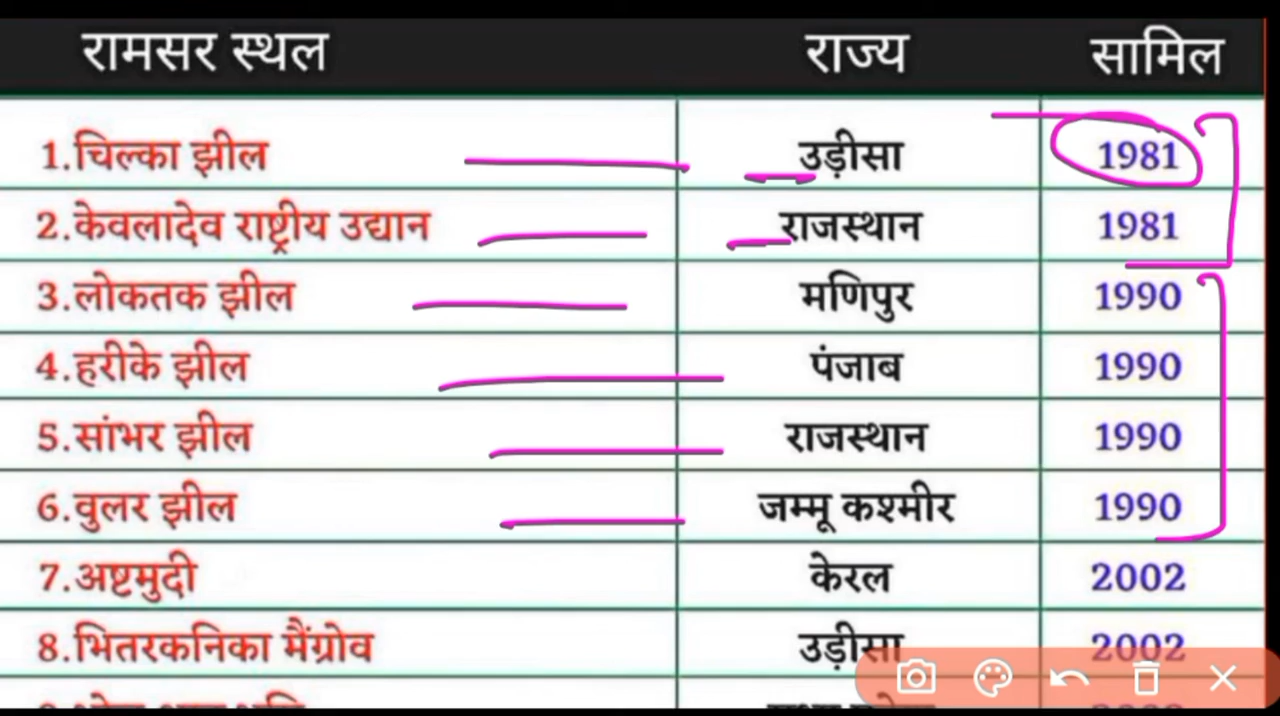 रामसर स्थल राज्य सामिल
1.चिल्का झील उड़ीसा 1981
2.केवलादेव राष्ट्रीय उद्यान राजस्थान 1981
3.लोकतक झील मणिपुर 1990
4.हरीके झील पंजाब 1990
5.सांभर झील राजस्थान 1990
6.वुलर झील जम्मू कश्मीर 1990
7.अष्टमुदी केरल 2002
8.भितरकनिका मैंग्रोव उड़ीसा 2002